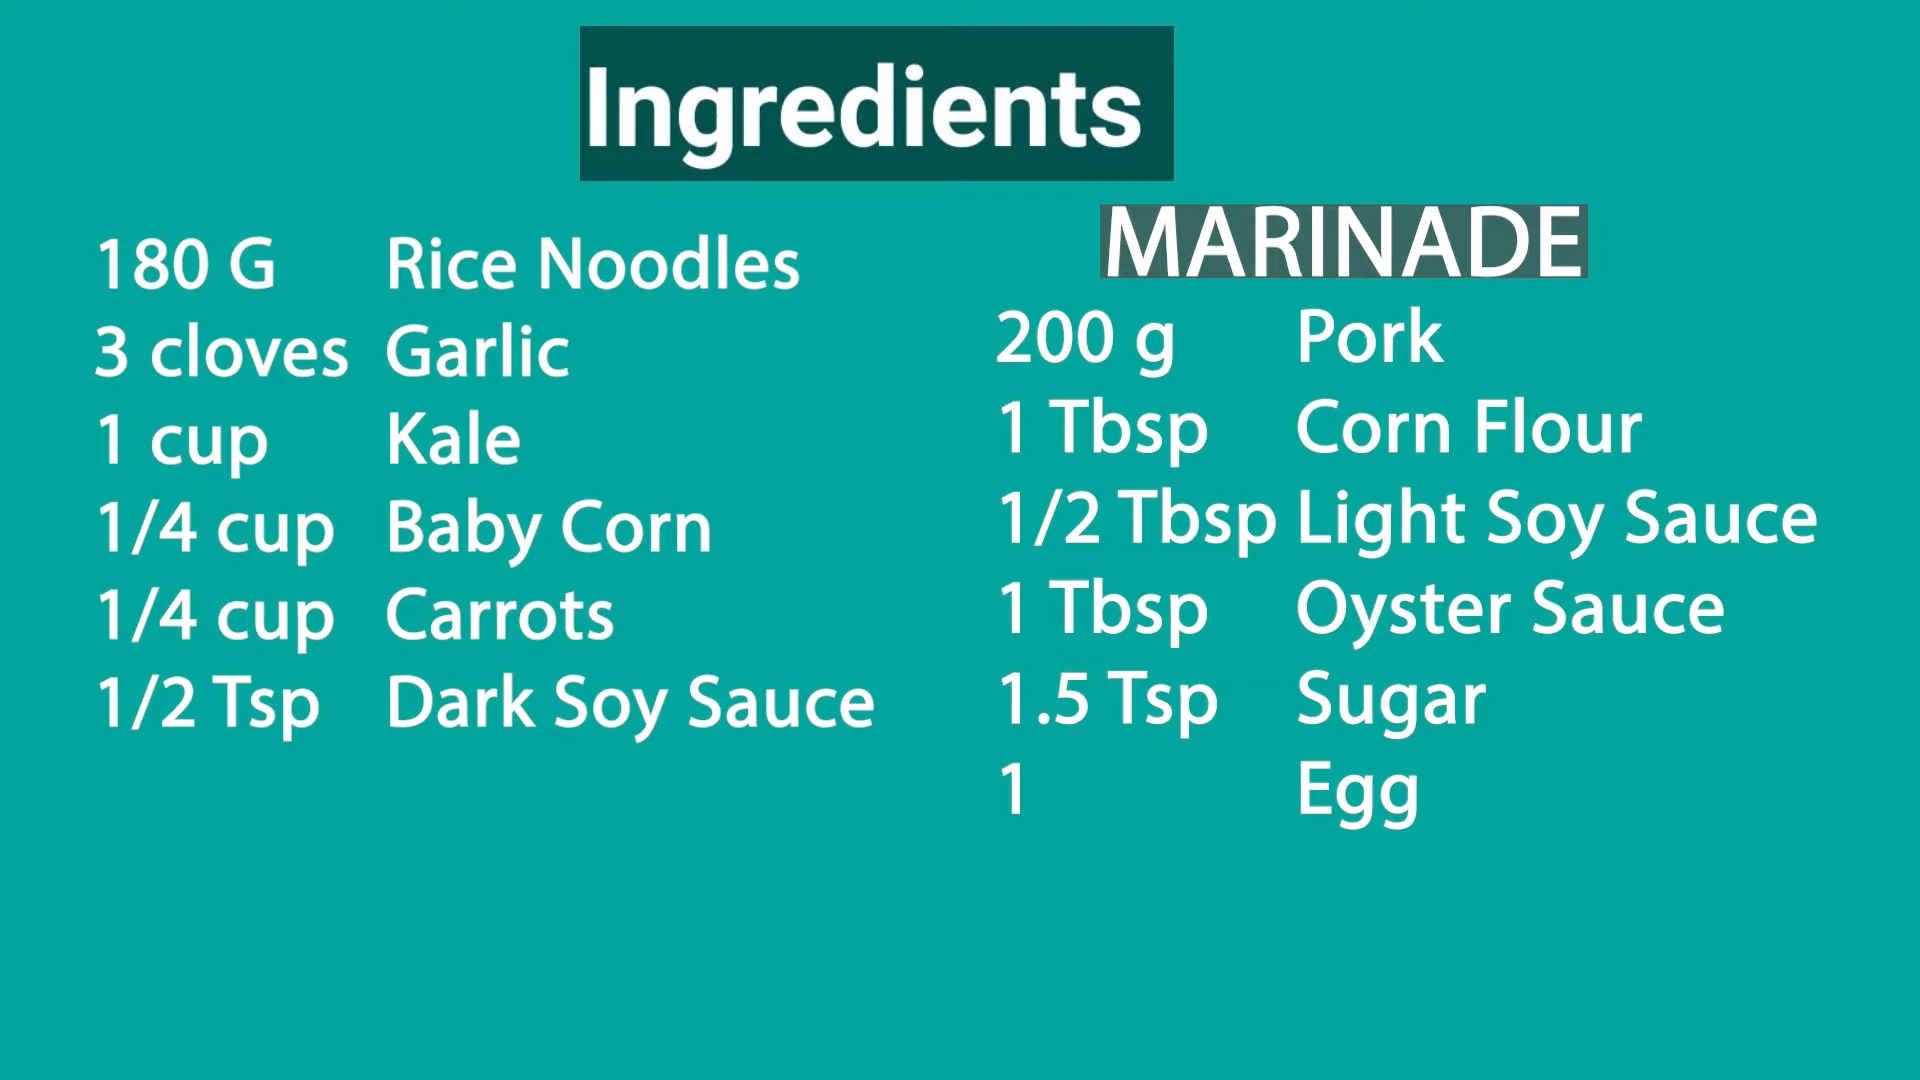 Ingredients
180 G Rice Noodles
3 cloves Garlic
1 cup Kale
1/4 cup Baby Corn
1/4 cup Carrots
1/2 Tsp Dark Soy Sauce
MARINADE
200 g Pork
1 Tbsp Corn Flour
1/2 Tbsp Light Soy Sauce
1 Tbsp Oyster Sauce
1.5 Tsp Sugar
1 Egg